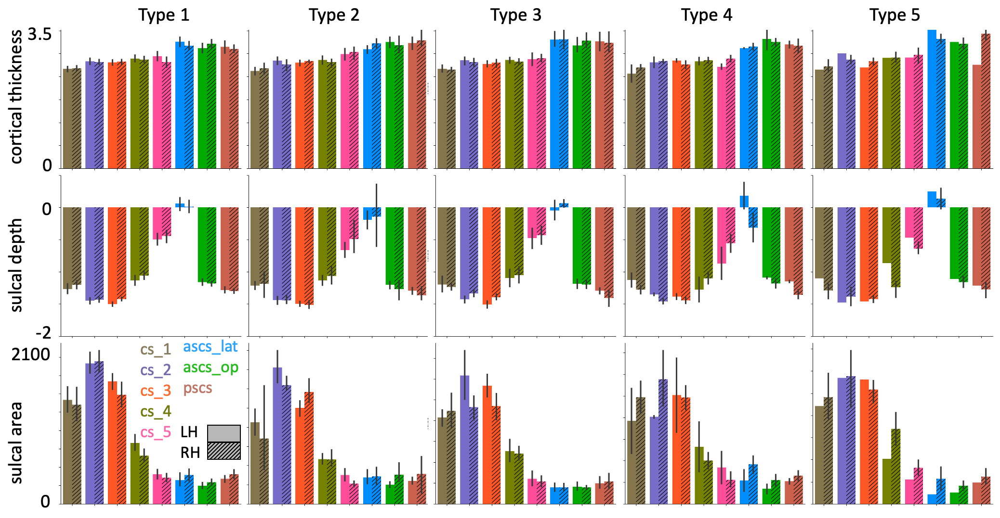 Type 1 Type 2 Type 3 Type 4 Type 5
cortical thickness
3.5
0
sulcal depth
0
-2
sulcal area
2100
0
cs_1 ascs_lat
cs_2 ascs_op
cs_3 pscs
cs_4
cs_5 LH
RH